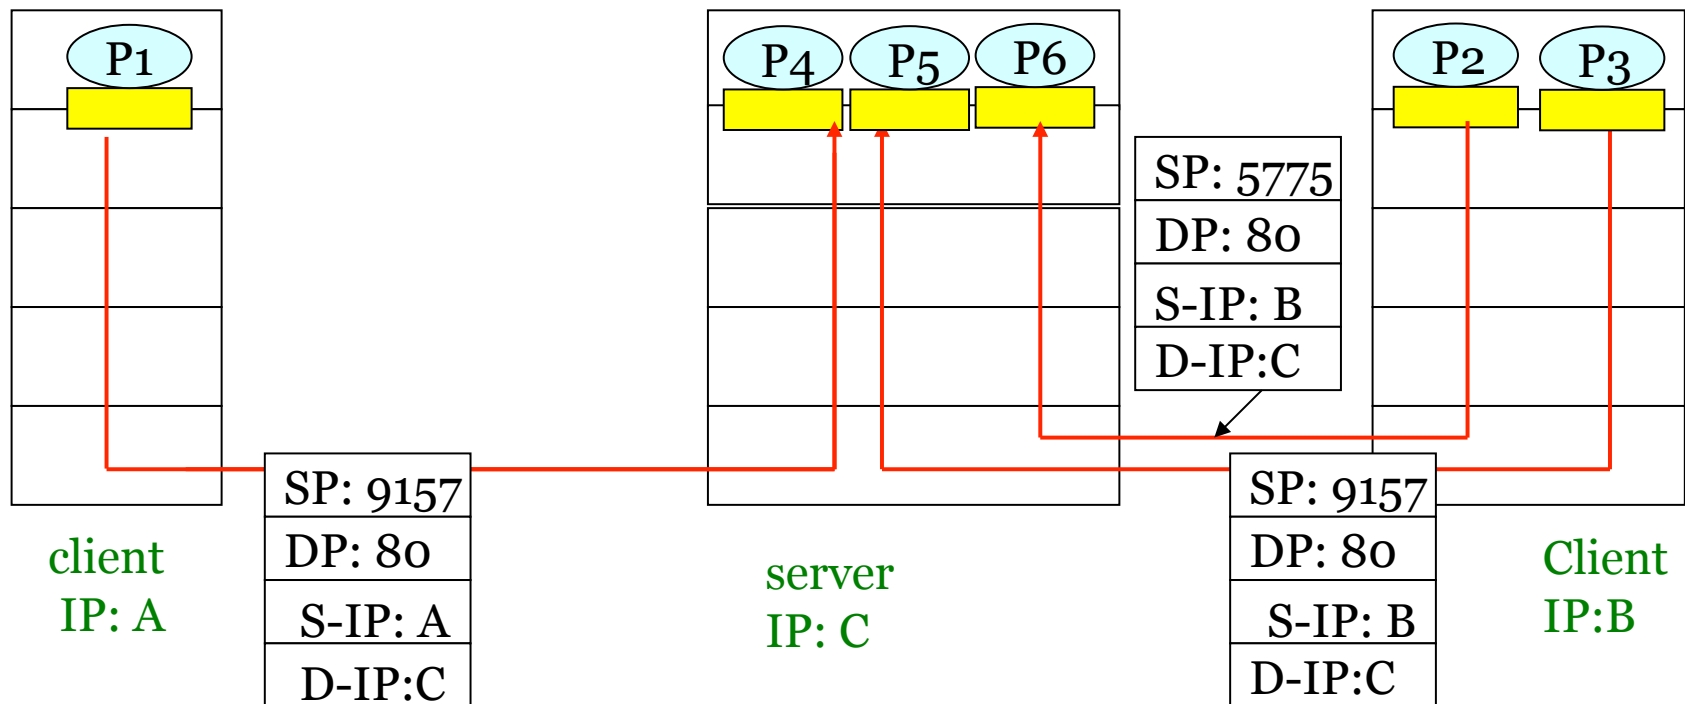 P1
P4
P5
P6
P2
P3
SP: 5775
DP: 80
S-IP: B
D-IP:C
SP: 9157
DP: 80
S-IP: A
D-IP:C
SP: 9157
DP: 80
S-IP: B
D-IP:C
client
IP: A
server
IP: C
Client
IP:B